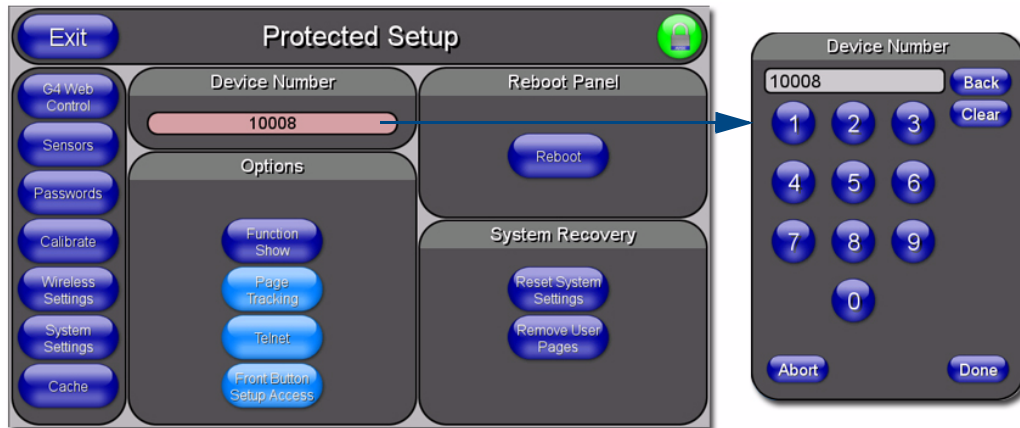 Exit
Protected Setup
G4 Web
Control
Sensors
Passwords
Calibrate
Wireless
Settings
System
Settings
Cache
Device Number
10008
Options
Function
Show
Page
Tracking
Telnet
Front Button
Setup Access
Reboot Panel
Reboot
System Recovery
Reset System
Settings
Remove User
Pages
Device Number
10008
Back
Clear
1 2 3
4 5 6
7 8 9
0
Abort
Done